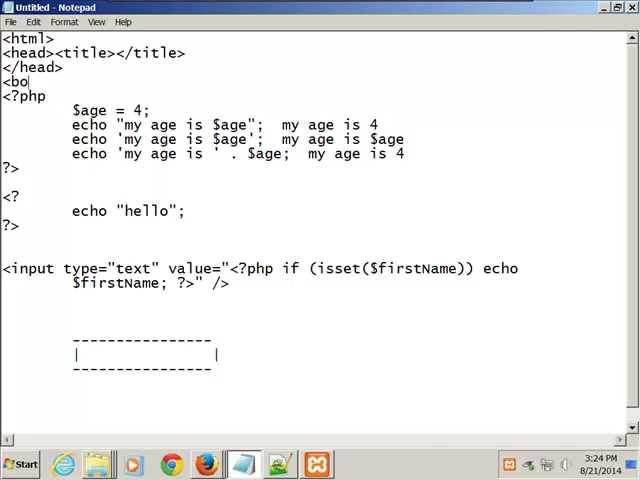 Untitled - Notepad
File Edit Format View Help
<html>
<head><title></title>
</head>
<bo
<?php
$age = 4;
echo "my age is $age"; my age is 4
echo 'my age is $age'; my age is $age
echo 'my age is ' . $age; my age is 4
?>
<?
echo "hello";
?>
<input type="text" value="<?php if (isset($firstName)) echo
$firstName; ?>" />
----------------
| |
----------------
Start
3:24 PM
8/21/2014